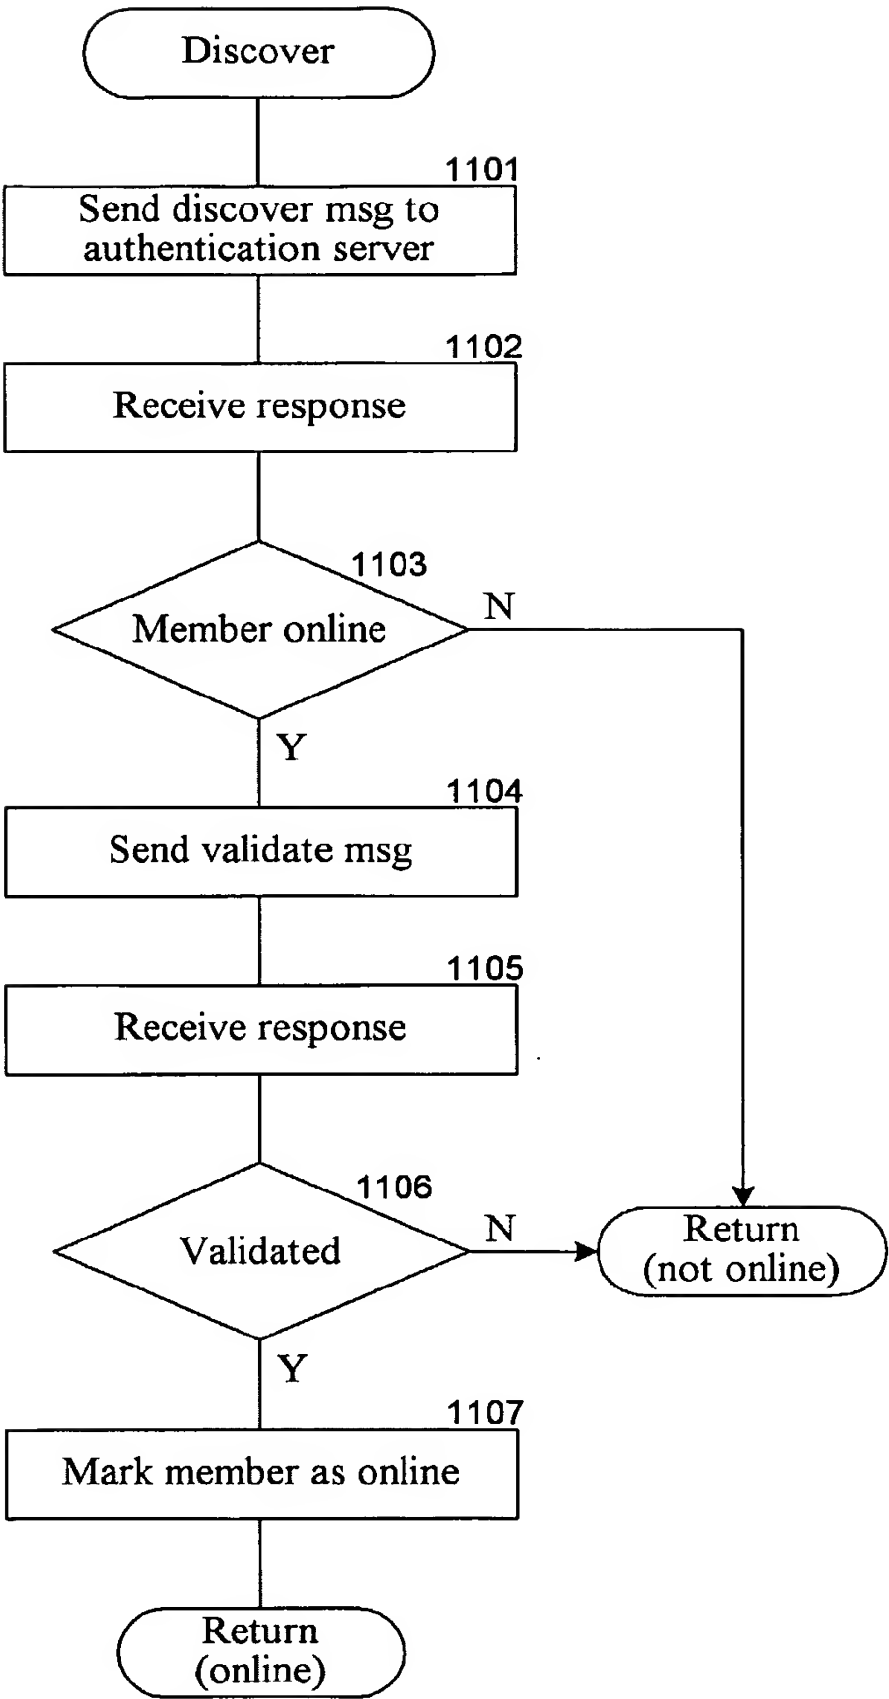 Discover
1101
Send discover msg to
authentication server
1102
Receive response
1103
Member online
N
Y
1104
Send validate msg
1105
Receive response
1106
Validated
N
Return
(not online)
Y
1107
Mark member as online
Return
(online)